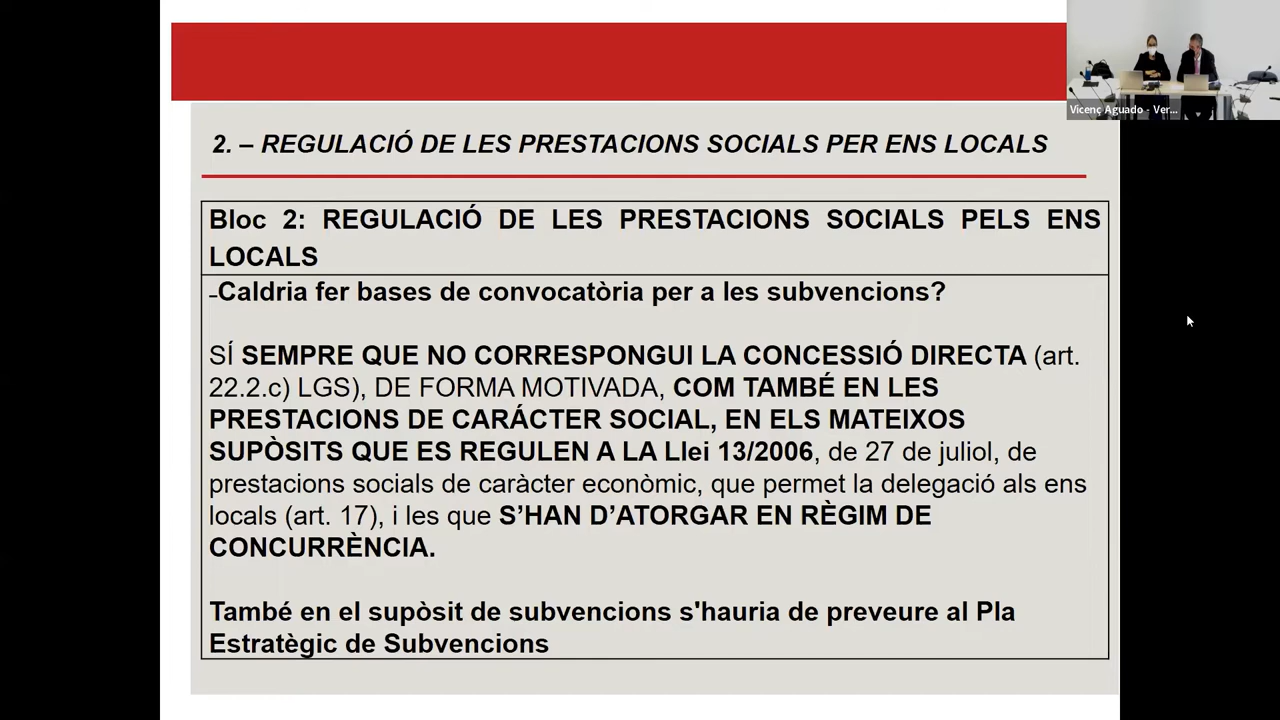 Vicenç Aguado - Ver...
2. – REGULACIÓ DE LES PRESTACIONS SOCIALS PER ENS LOCALS
Bloc 2: REGULACIÓ DE LES PRESTACIONS SOCIALS PELS ENS
LOCALS
-Caldria fer bases de convocatòria per a les subvencions?
SÍ SEMPRE QUE NO CORRESPONGUI LA CONCESSIÓ DIRECTA (art.
22.2.c) LGS), DE FORMA MOTIVADA, COM TAMBÉ EN LES
PRESTACIONS DE CARÁCTER SOCIAL, EN ELS MATEIXOS
SUPÒSITS QUE ES REGULEN A LA Llei 13/2006, de 27 de juliol, de
prestacions socials de caràcter econòmic, que permet la delegació als ens
locals (art. 17), i les que S’HAN D’ATORGAR EN RÈGIM DE
CONCURRÈNCIA.
També en el supòsit de subvencions s'hauria de preveure al Pla
Estratègic de Subvencions